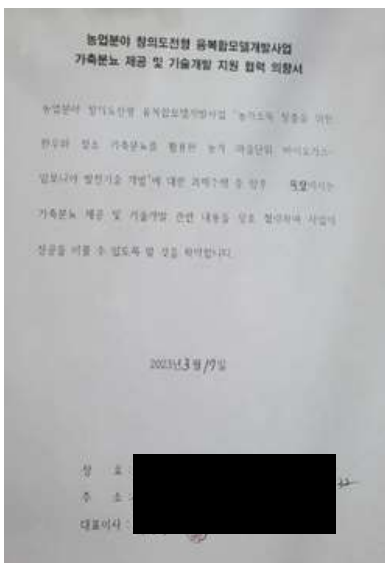 농업분야 창의도전형 융복합모델개발사업
가축분뇨 제공 및 기술개발 지원 협력 의향서
농업분야 창의도전형 융복합모델개발사업 "농가소득 창출을 위한
한우와 젖소 가축분뇨를 활용한 농가 마을단위 바이오가스-
암모니아 발전기술 개발"에 대한 과제수행 중 향후 목장에서는
가축분뇨 제공 및 기술개발 관련 내용을 상호 협력하여 사업의
성공을 이룰 수 있도록 할 것을 확약합니다.
2023년 3월 19일
상 호 :
주 소 :
대표이사 :